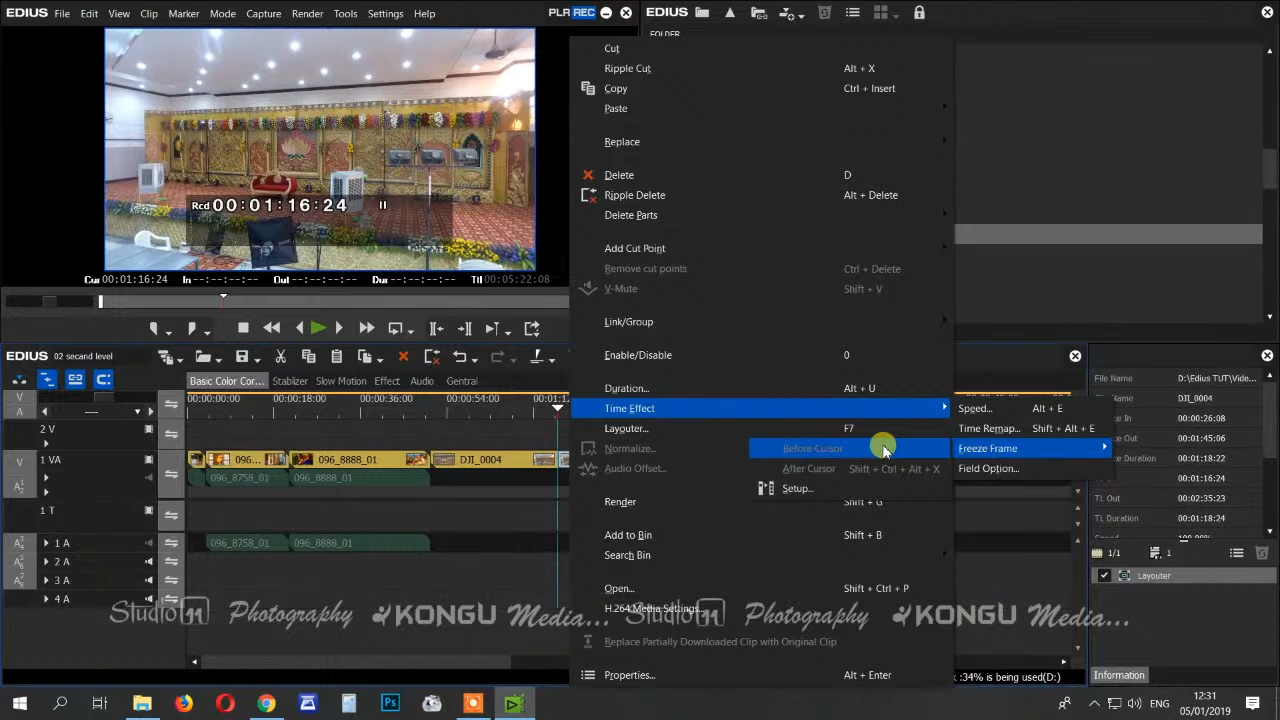 EDIUS File Edit View Clip Marker Mode Capture Render Tools Settings Help PLR REC
EDIUS
FOLDER
Rcd 00:01:16:24
Cur 00:01:16:24 In --:--:--:-- Out --:--:--:-- Dur --:--:--:-- Ttl 00:05:22:08
Cut
Ripple Cut Alt + X
Copy Ctrl + Insert
Paste
Replace
Delete D
Ripple Delete Alt + Delete
Delete Parts
Add Cut Point
Remove cut points Ctrl + Delete
V-Mute Shift + V
Link/Group
Enable/Disable 0
Duration... Alt + U
Time Effect
Layouter... F7
Normalize...
Audio Offset...
Render Shift + G
Add to Bin Shift + B
Search Bin
Open... Shift + Ctrl + P
H.264 Media Settings...
Replace Partially Downloaded Clip with Original Clip
Properties... Alt + Enter
Speed... Alt + E
Time Remap... Shift + Alt + E
Freeze Frame
Field Option...
Before Cursor
After Cursor Shift + Ctrl + Alt + X
Setup...
EDIUS 02 secand level
Basic Color Cor... Stablizer Slow Motion Effect Audio Gentral
V
A
00:00:00:00 00:00:18:00 00:00:36:00 00:00:54:00 00:01:12
2 V
V 1 VA 096... 096_8888_01 DJI_0004
096_8758_01 096_8888_01
1 T
1 A 096_8758_01 096_8888_01
2 A
3 A
4 A
Studio n Photography KONGU Media... Studio n Photography KONGU Media...
File Name D:\Edius TUT\Vide...
DJI_0004
00:00:26:08
00:01:45:06
Duration 00:01:18:22
00:01:16:24
TL Out 00:02:35:23
TL Duration 00:01:18:24
1/1 1
Layouter
:34% is being used(D:)
Information
Ps
ENG 12:31
05/01/2019